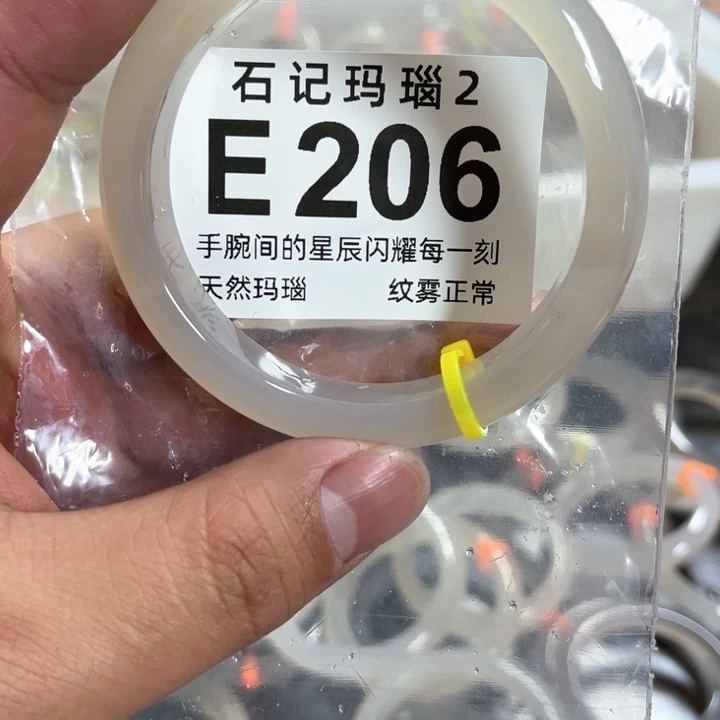 石记玛瑙2
E206
手腕间的星辰闪耀每一刻
天然玛瑙 纹雾正常